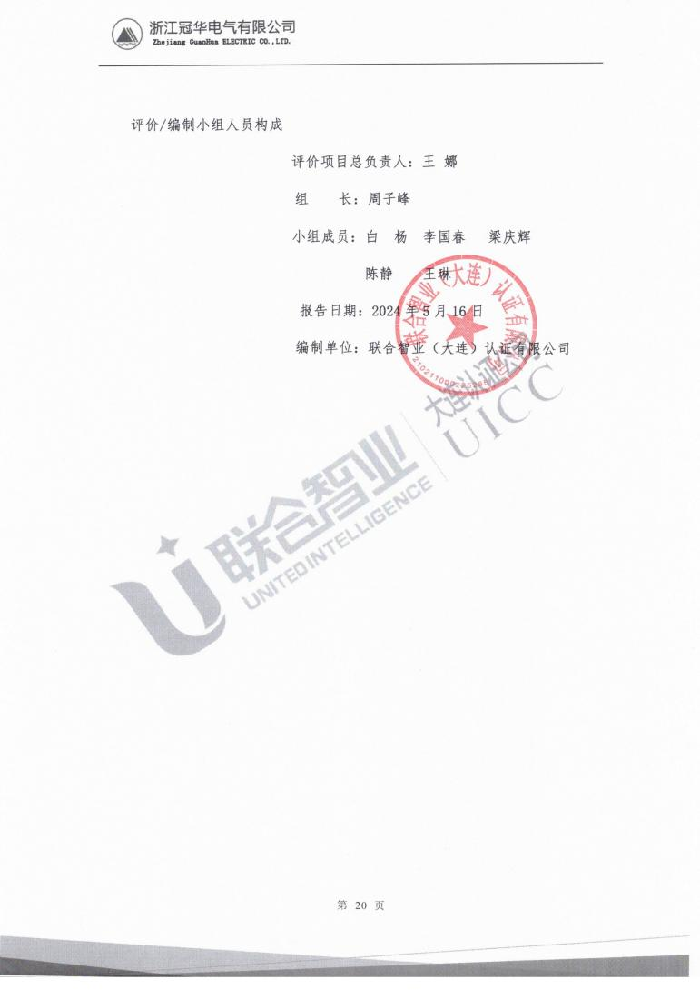 浙江冠华电气有限公司
Zhejiang GuanHua ELECTRIC CO.,LTD.
评价/编制小组人员构成
评价项目总负责人：王 娜
组 长：周子峰
小组成员：白 杨 李国春 梁庆辉
陈静 王琳
报告日期：2024 年 5 月 16 日
编制单位：联合智业（大连）认证有限公司
联合智业（大连）认证有限公司
联合智业
UNITED INTELLIGENCE
大连认证公司
UICC
第 20 页